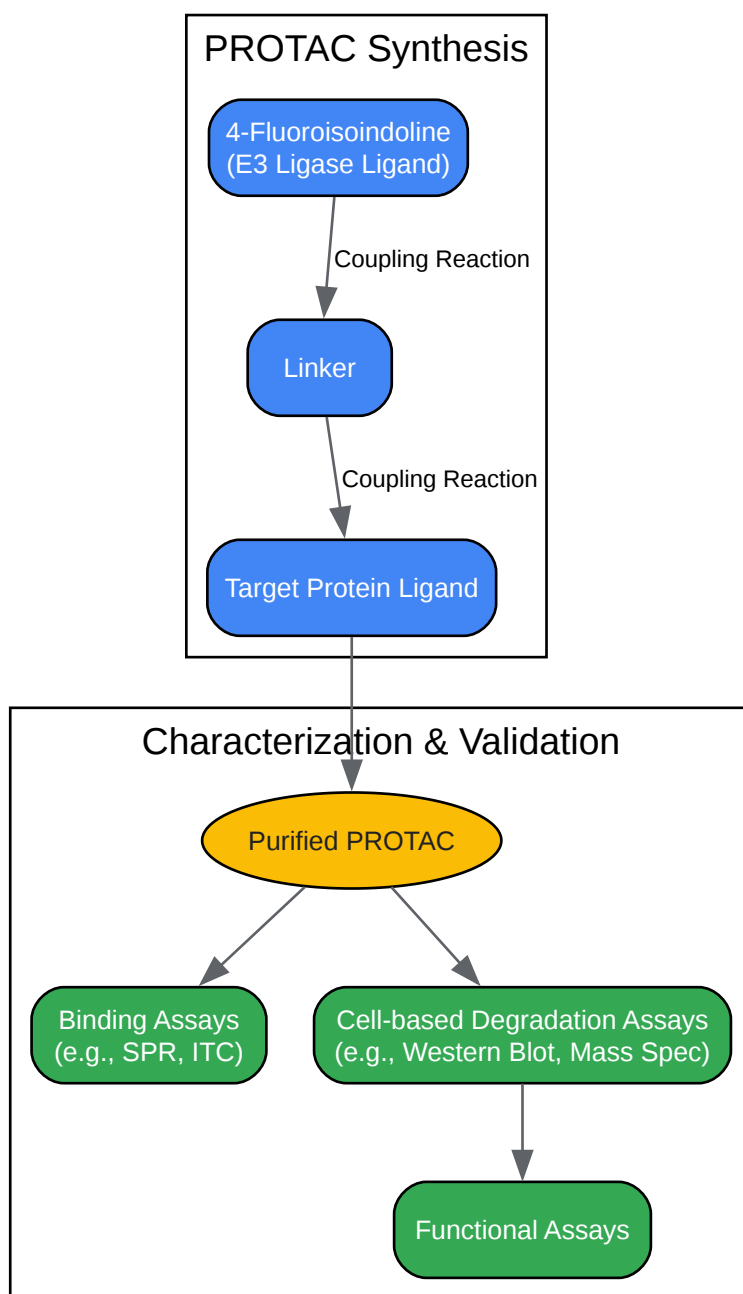 PROTAC Synthesis
4-Fluoroisoindoline
(E3 Ligase Ligand)
Coupling Reaction
Linker
Coupling Reaction
Target Protein Ligand
Characterization & Validation
Purified PROTAC
Binding Assays
(e.g., SPR, ITC)
Cell-based Degradation Assays
(e.g., Western Blot, Mass Spec)
Functional Assays